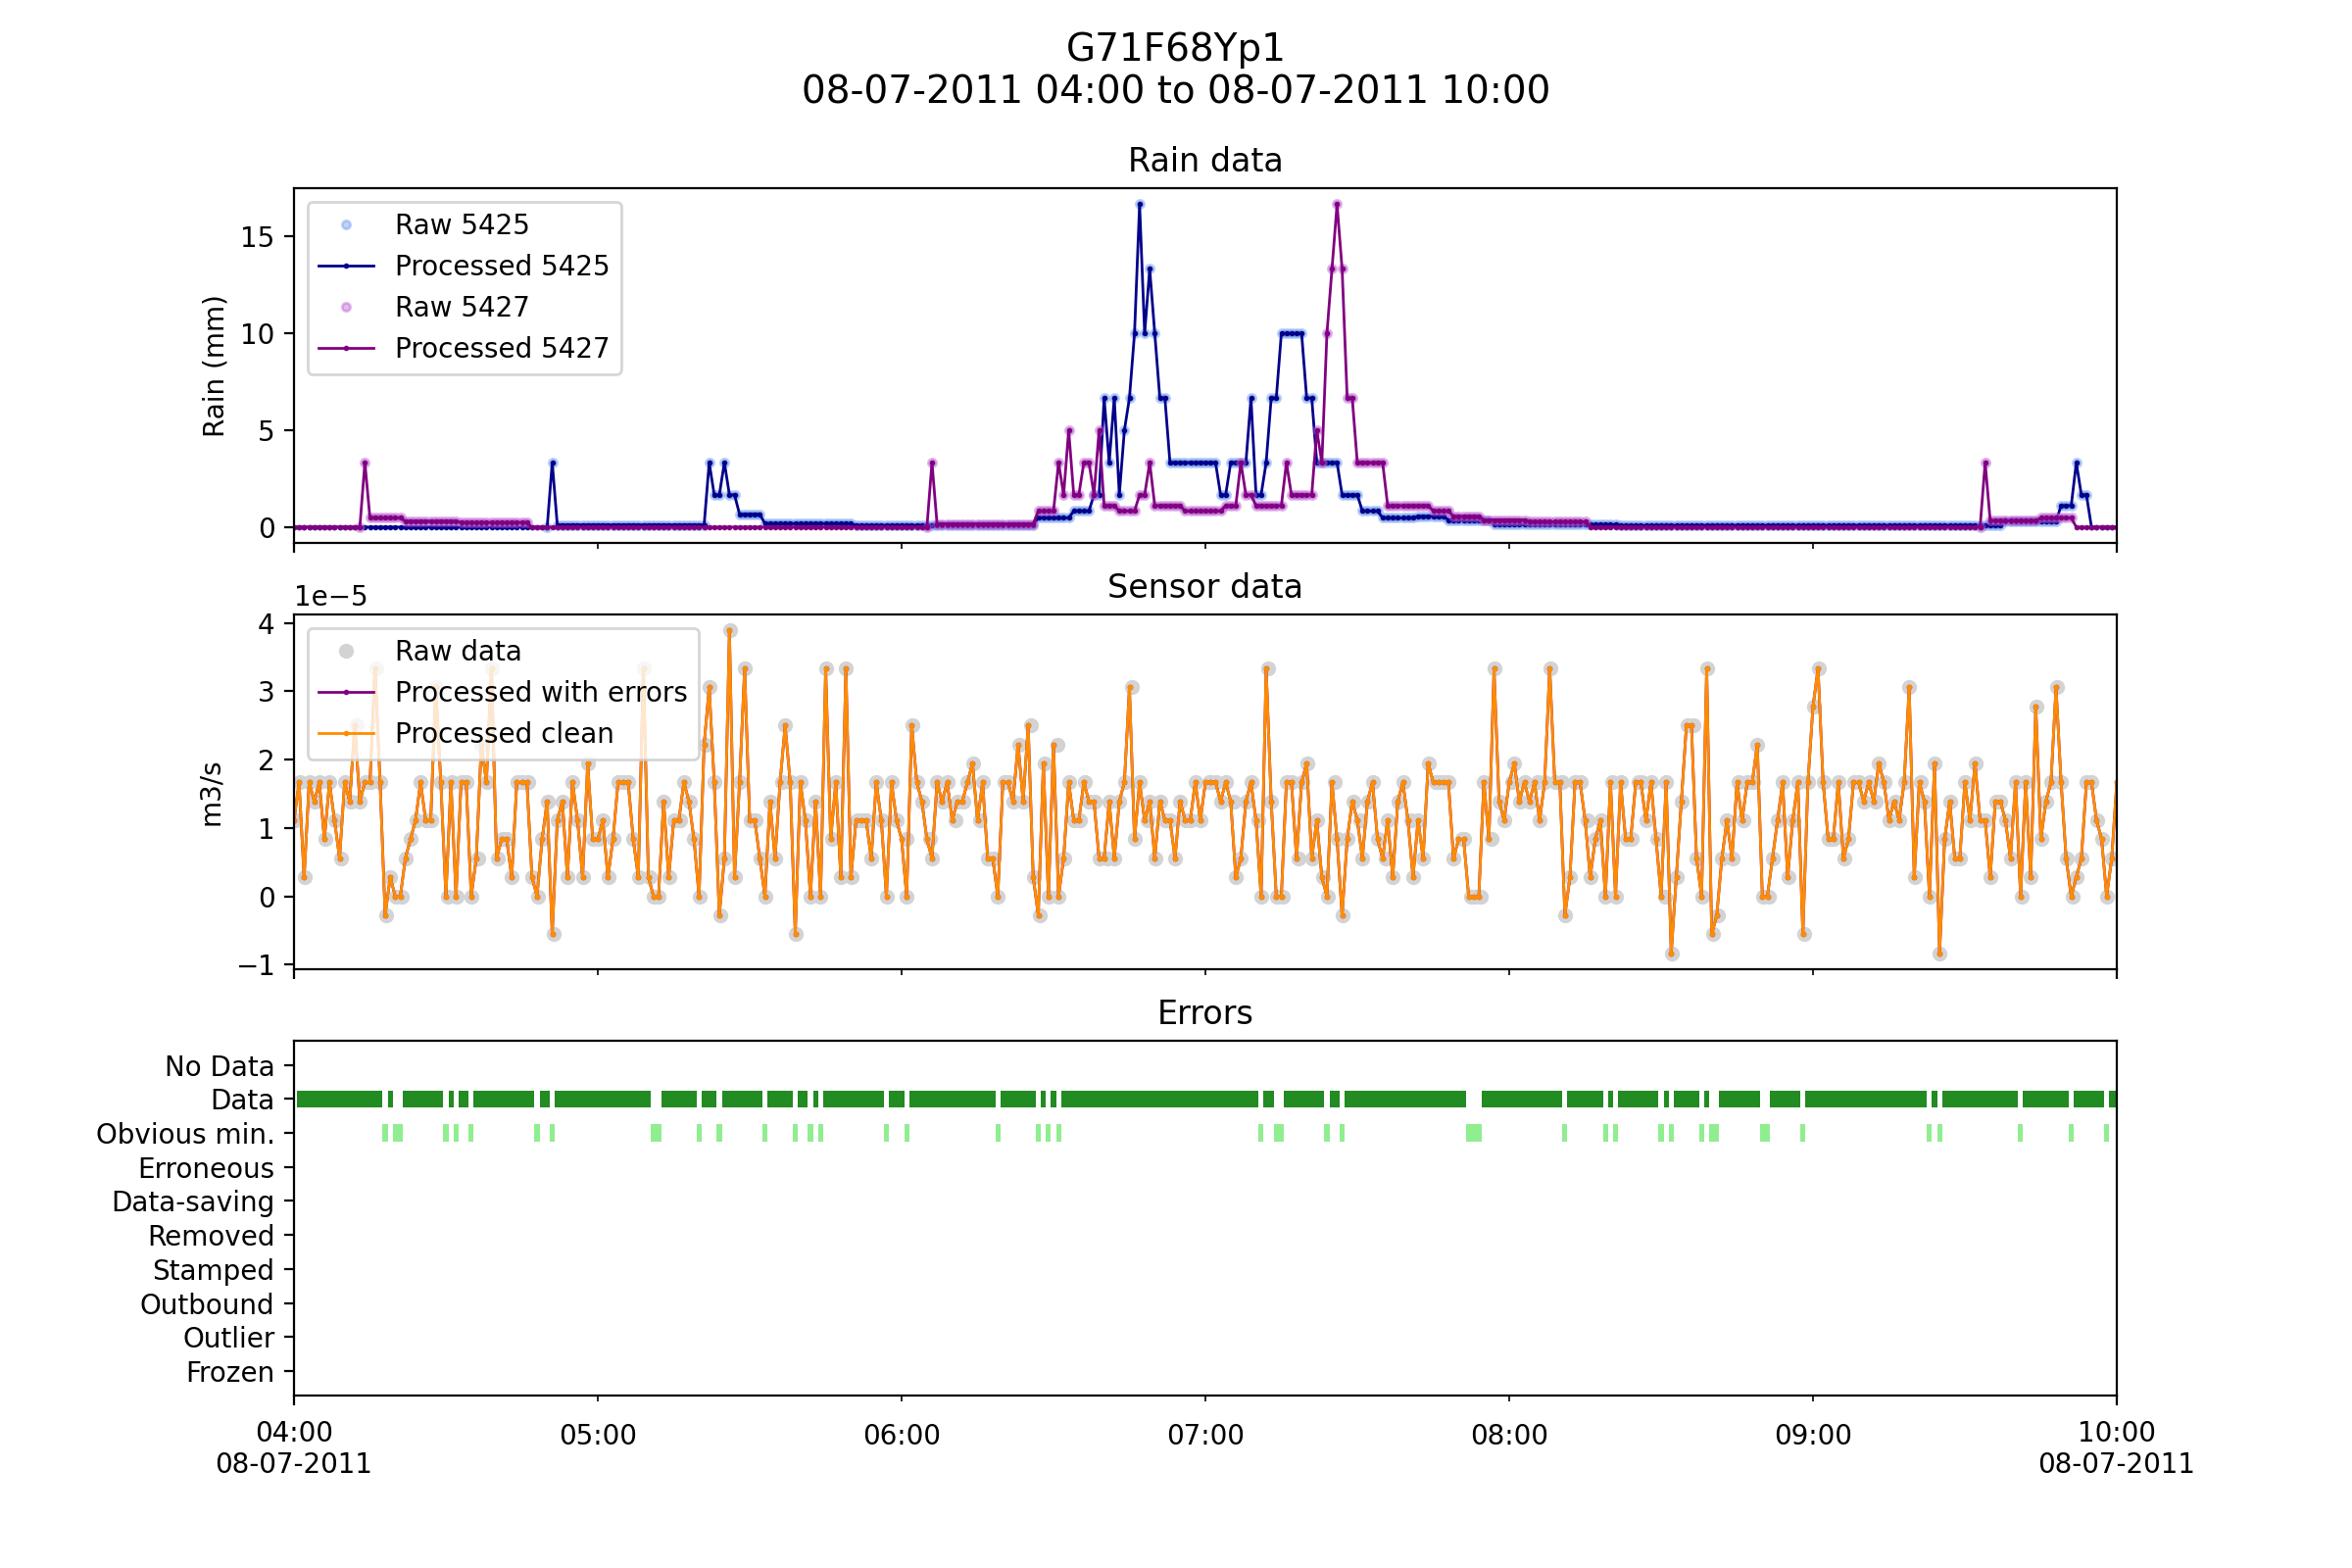 G71F68Yp1
08-07-2011 04:00 to 08-07-2011 10:00
Rain data
Rain (mm)
15
10
5
0
Raw 5425
Processed 5425
Raw 5427
Processed 5427
Sensor data
1e−5
m3/s
4
3
2
1
0
−1
Raw data
Processed with errors
Processed clean
Errors
No Data
Data
Obvious min.
Erroneous
Data-saving
Removed
Stamped
Outbound
Outlier
Frozen
04:00 05:00 06:00 07:00 08:00 09:00 10:00
08-07-2011 08-07-2011